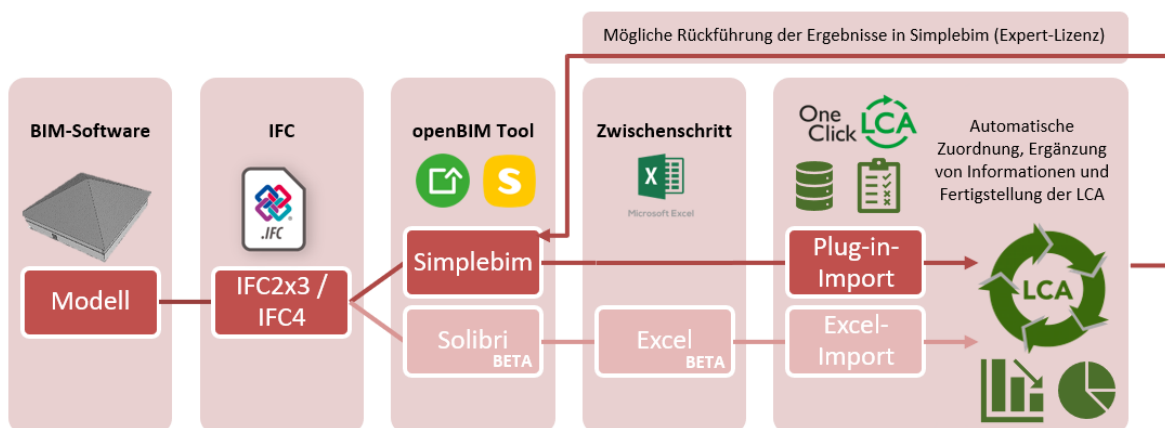 Mögliche Rückführung der Ergebnisse in Simplebim (Expert-Lizenz)
BIM-Software
Modell
IFC
.IFC
IFC2x3 /
IFC4
openBIM Tool
S
Simplebim
Solibri
BETA
Zwischenschritt
X
Microsoft Excel
Excel
BETA
One
Click
LCA
Automatische
Zuordnung, Ergänzung
von Informationen und
Fertigstellung der LCA
Plug-in-
Import
Excel-
Import
LCA